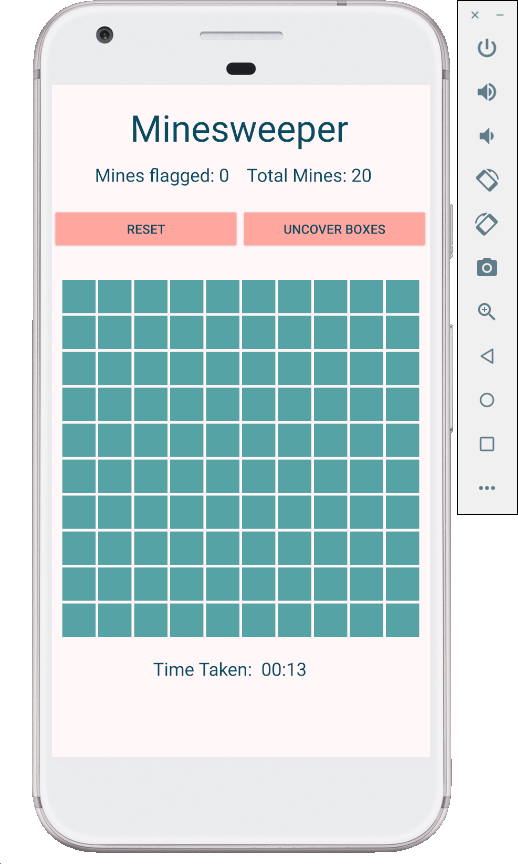 Minesweeper
Mines flagged: 0 Total Mines: 20
RESET UNCOVER BOXES
Time Taken: 00:13